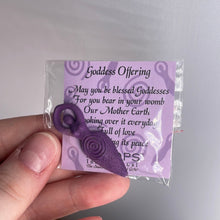 Goddess Offering
May you be blessed Goddesses
For you bear in your womb
Our Mother Earth
looking over it everyday
Full of love
its peace